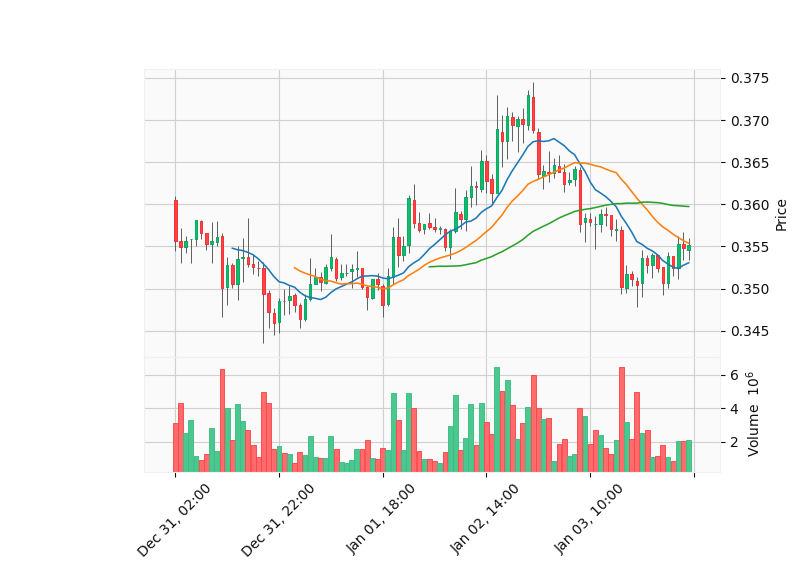 0.375
0.370
0.365
0.360
0.355
0.350
0.345
Price
6
4
2
Volume 10^6
Dec 31, 02:00
Dec 31, 22:00
Jan 01, 18:00
Jan 02, 14:00
Jan 03, 10:00